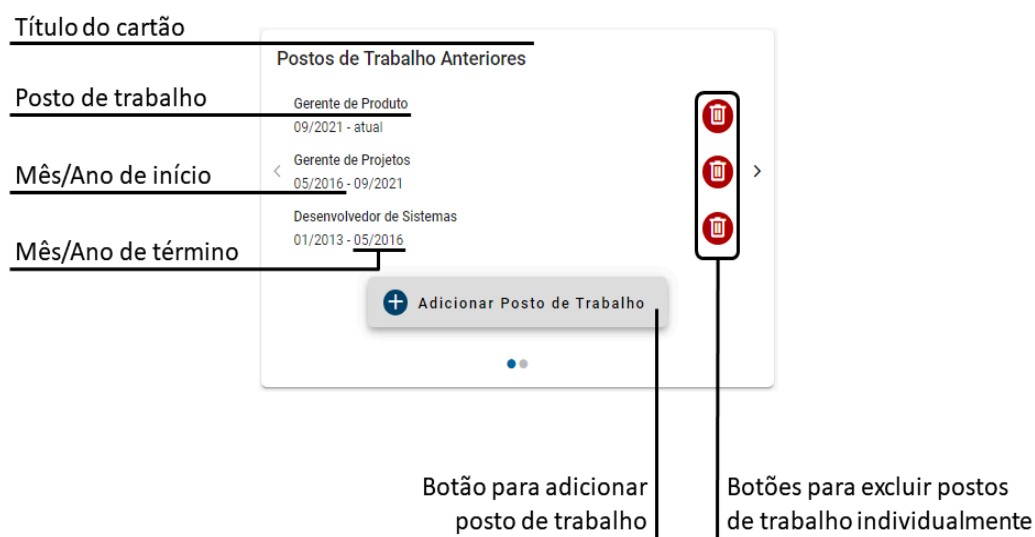 Título do cartão
Postos de Trabalho Anteriores
Posto de trabalho
Gerente de Produto
09/2021 - atual
Mês/Ano de início
Gerente de Projetos
05/2016 - 09/2021
Desenvolvedor de Sistemas
01/2013 - 05/2016
Mês/Ano de término
Adicionar Posto de Trabalho
Botão para adicionar
posto de trabalho
Botões para excluir postos
de trabalho individualmente